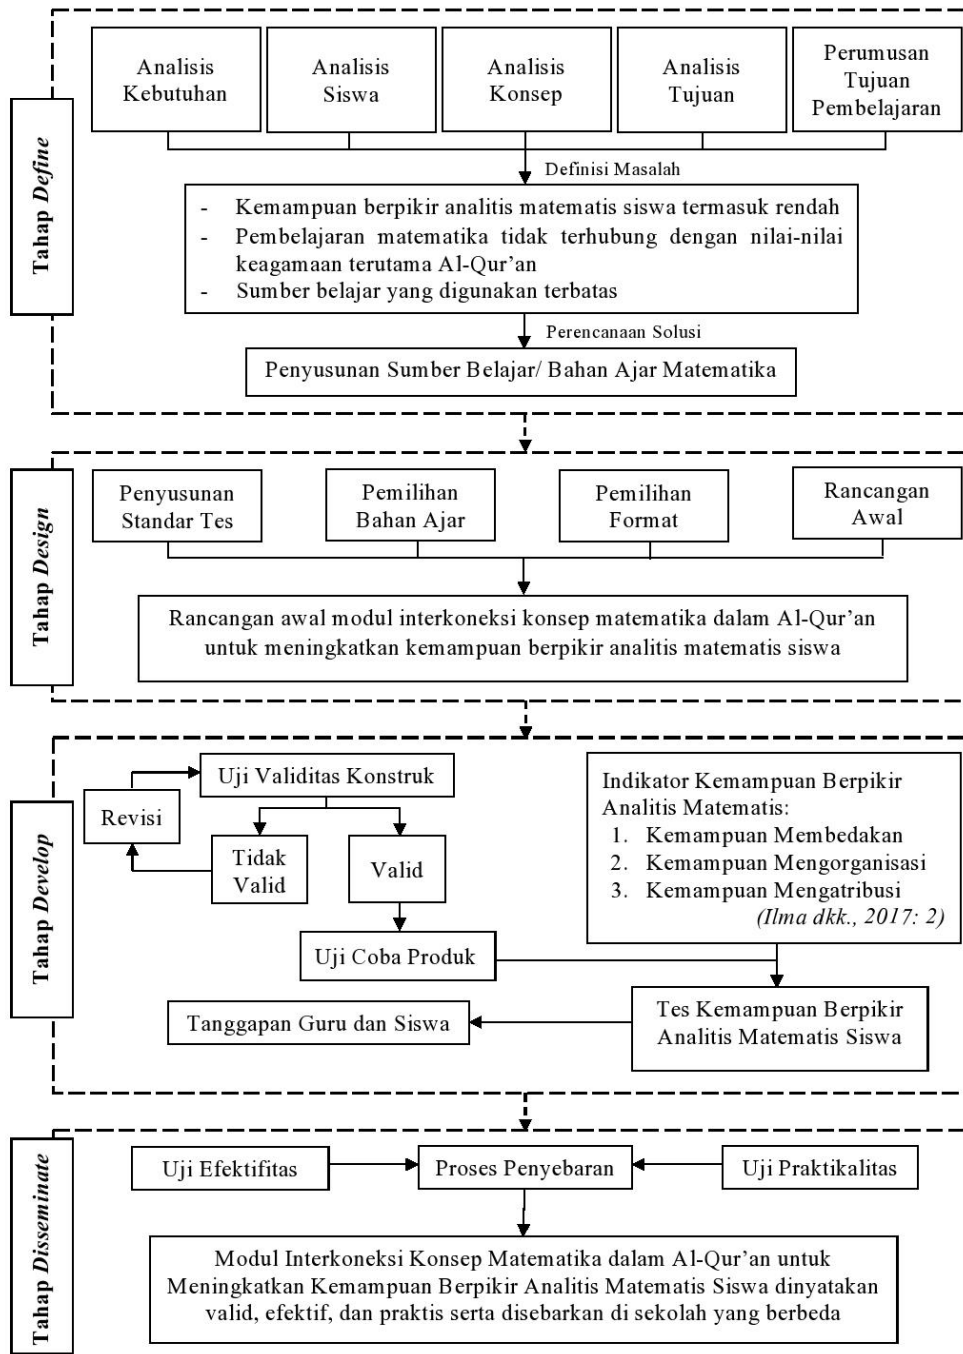 Tahap Define
Analisis
Kebutuhan
Analisis
Siswa
Analisis
Konsep
Analisis
Tujuan
Perumusan
Tujuan
Pembelajaran
Definisi Masalah
- Kemampuan berpikir analitis matematis siswa termasuk rendah
- Pembelajaran matematika tidak terhubung dengan nilai-nilai
keagamaan terutama Al-Qur'an
- Sumber belajar yang digunakan terbatas
Perencanaan Solusi
Penyusunan Sumber Belajar/ Bahan Ajar Matematika
Tahap Design
Penyusunan
Standar Tes
Pemilihan
Bahan Ajar
Pemilihan
Format
Rancangan
Awal
Rancangan awal modul interkoneksi konsep matematika dalam Al-Qur'an
untuk meningkatkan kemampuan berpikir analitis matematis siswa
Tahap Develop
Uji Validitas Konstruk
Revisi
Tidak
Valid
Valid
Uji Coba Produk
Indikator Kemampuan Berpikir
Analitis Matematis:
1. Kemampuan Membedakan
2. Kemampuan Mengorganisasi
3. Kemampuan Mengatribusi
(Ilma dkk., 2017: 2)
Tes Kemampuan Berpikir
Analitis Matematis Siswa
Tanggapan Guru dan Siswa
Tahap Disseminate
Uji Efektifitas
Proses Penyebaran
Uji Praktikalitas
Modul Interkoneksi Konsep Matematika dalam Al-Qur'an untuk
Meningkatkan Kemampuan Berpikir Analitis Matematis Siswa dinyatakan
valid, efektif, dan praktis serta disebarkan di sekolah yang berbeda